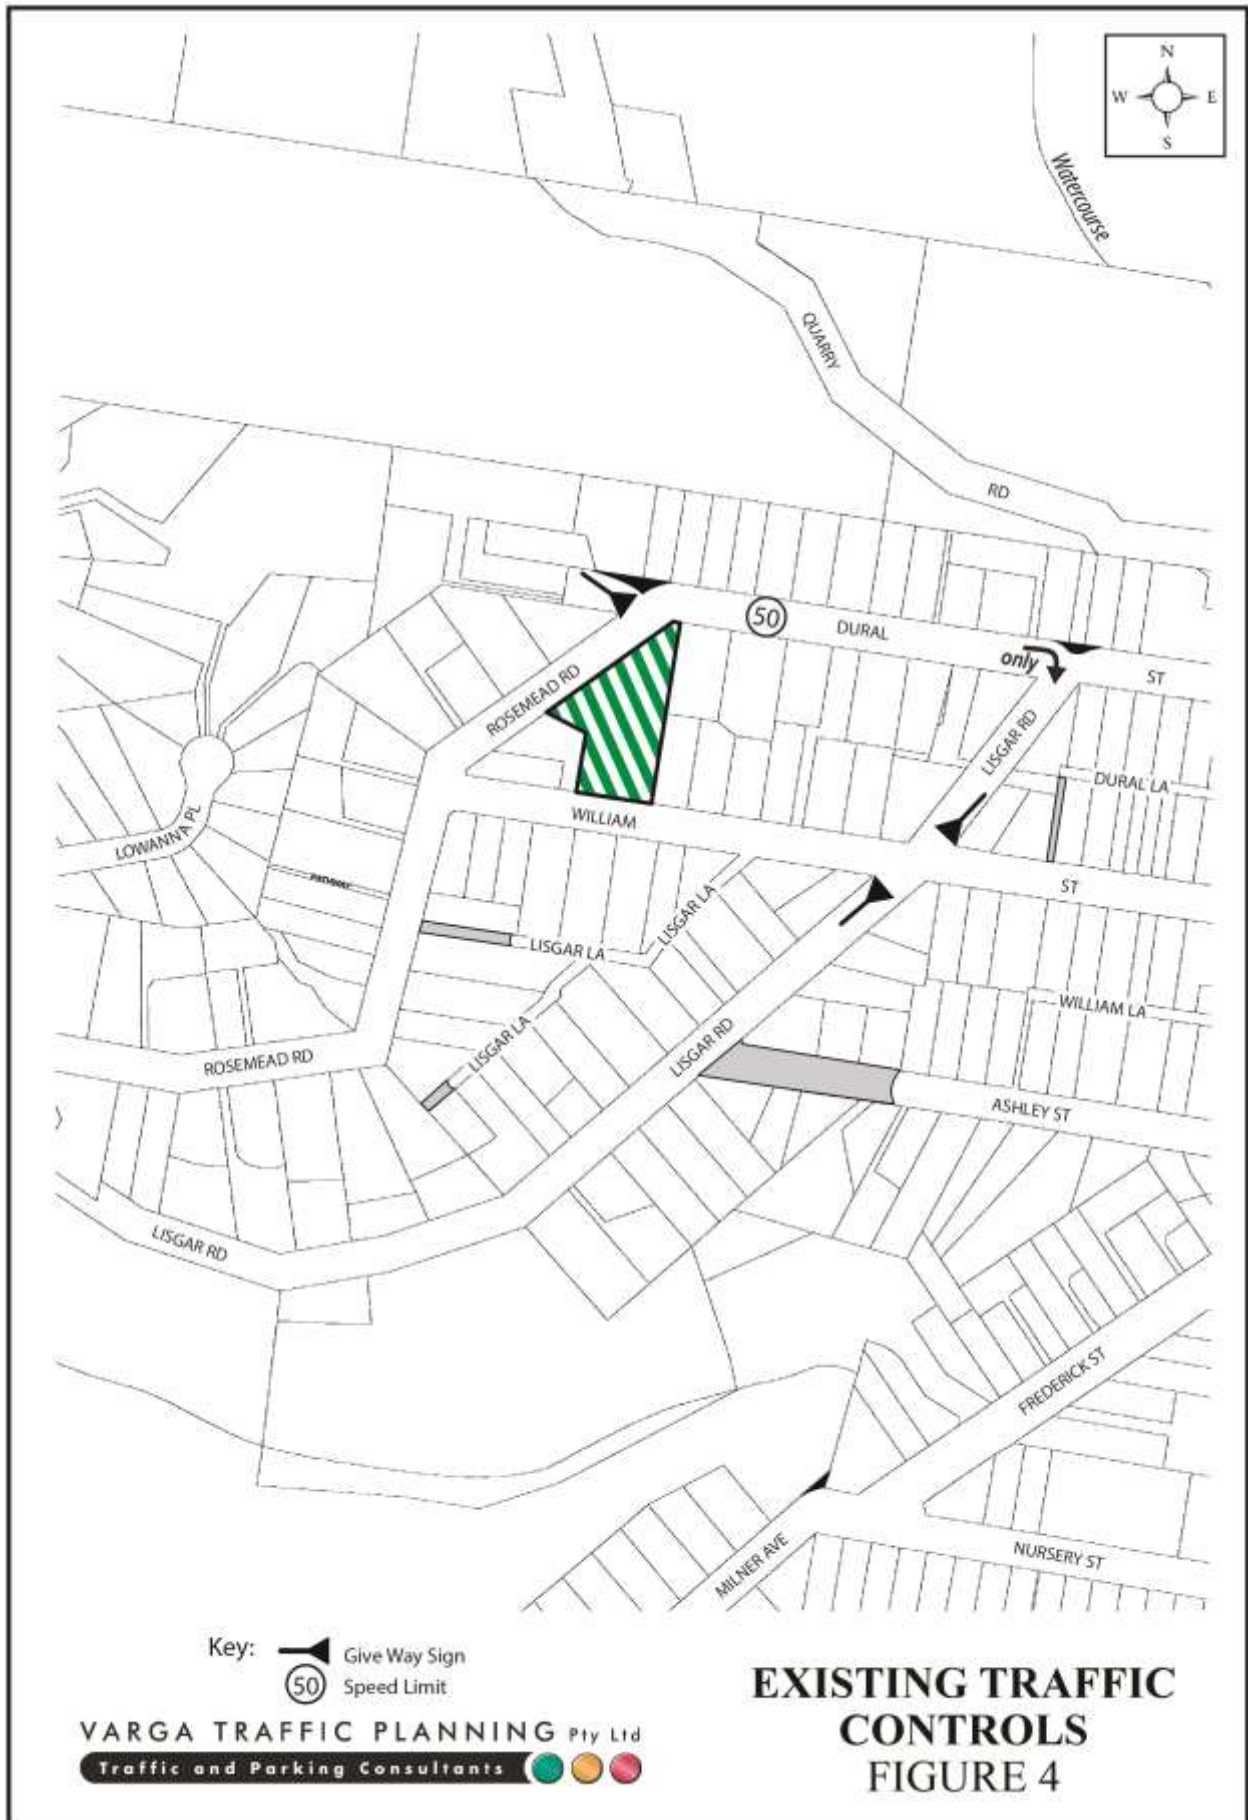 N
W E
S
Watercourse
QUARRY
RD
50
DURAL
only
ST
ROSEMEAD RD
LISGAR RD
DURAL LA
WILLIAM
LOWANNA PL
PATHWAY
ST
LISGAR LA
LISGAR LA
WILLIAM LA
LISGAR LA
LISGAR RD
ROSEMEAD RD
ASHLEY ST
LISGAR RD
FREDERICK ST
NURSERY ST
MILNER AVE
Key:
Give Way Sign
50 Speed Limit
VARGA TRAFFIC PLANNING Pty Ltd
Traffic and Parking Consultants
EXISTING TRAFFIC
CONTROLS
FIGURE 4